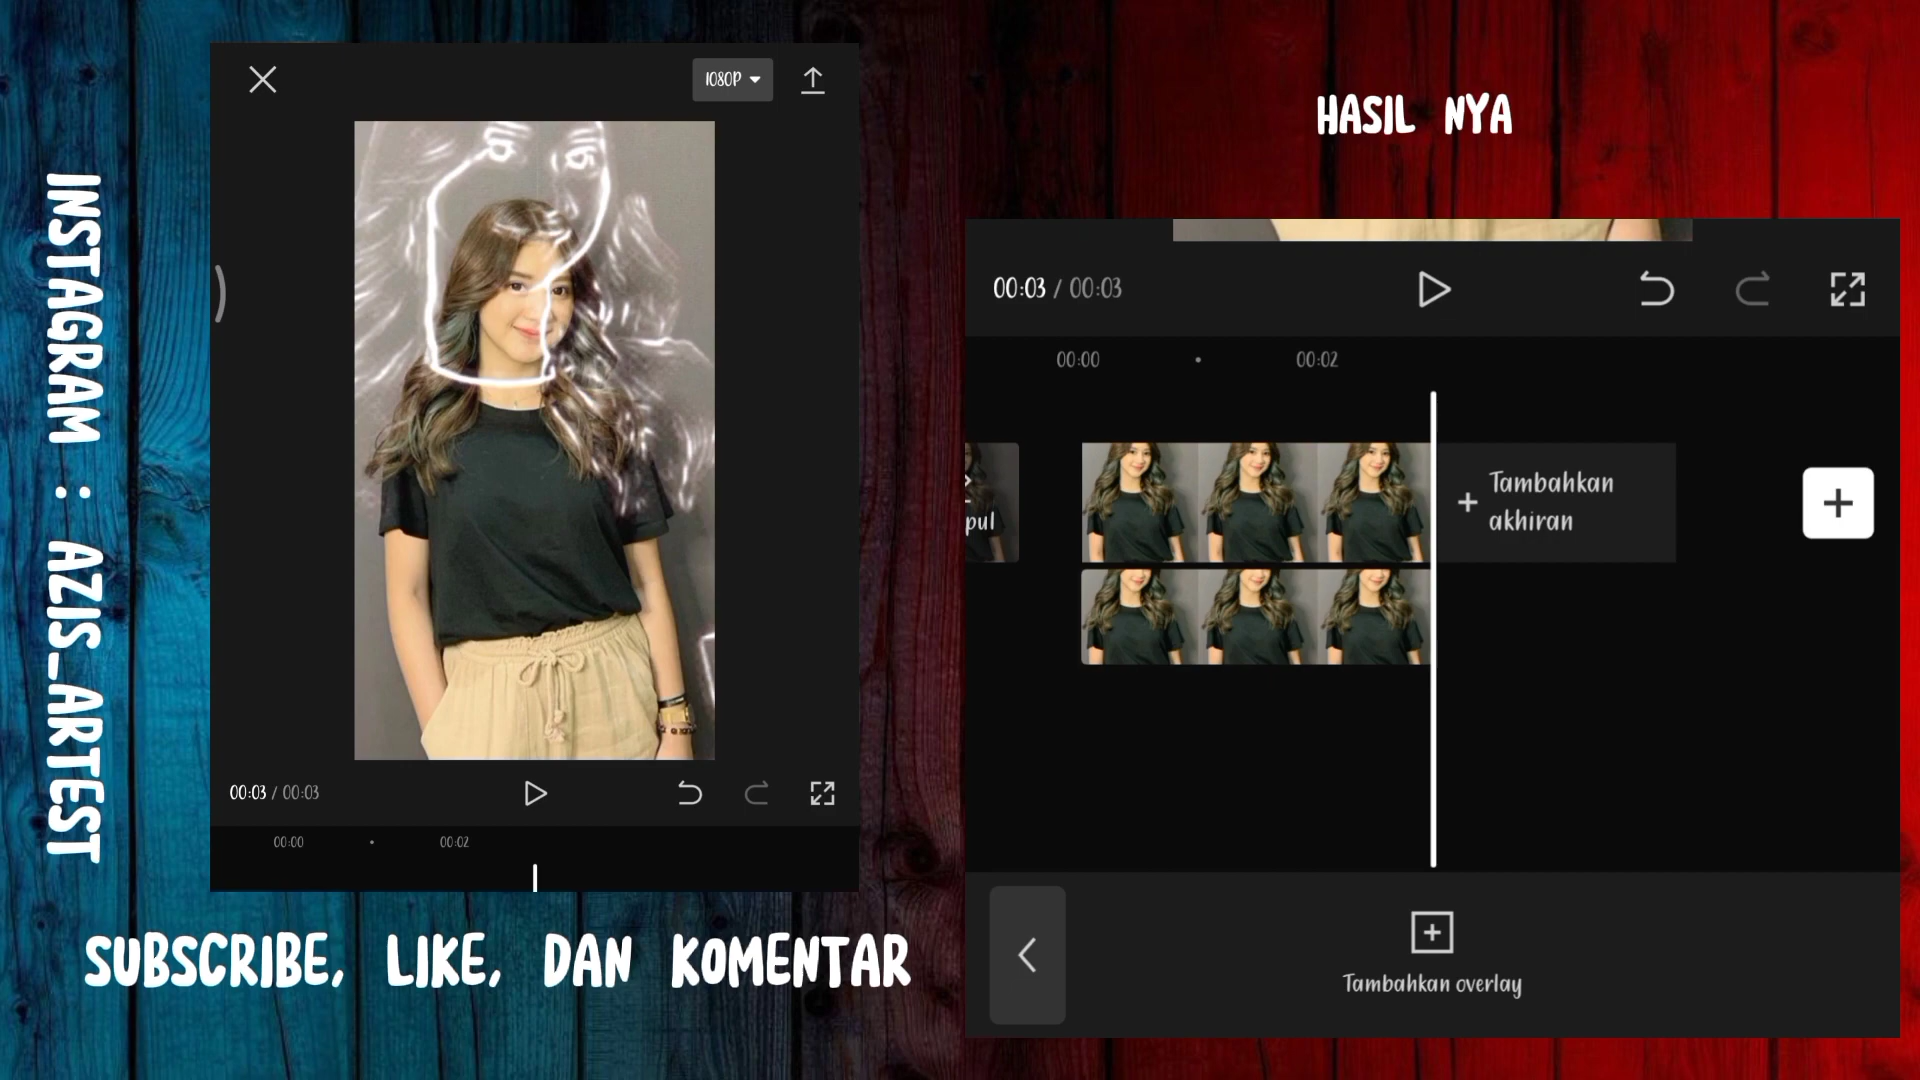 INSTAGRAM : AZIS_ARTEST
1080P
00:03 / 00:03
00:00
00:02
SUBSCRIBE, LIKE, DAN KOMENTAR
HASIL NYA
00:03 / 00:03
00:00
00:02
pul
+ Tambahkan
akhiran
Tambahkan overlay